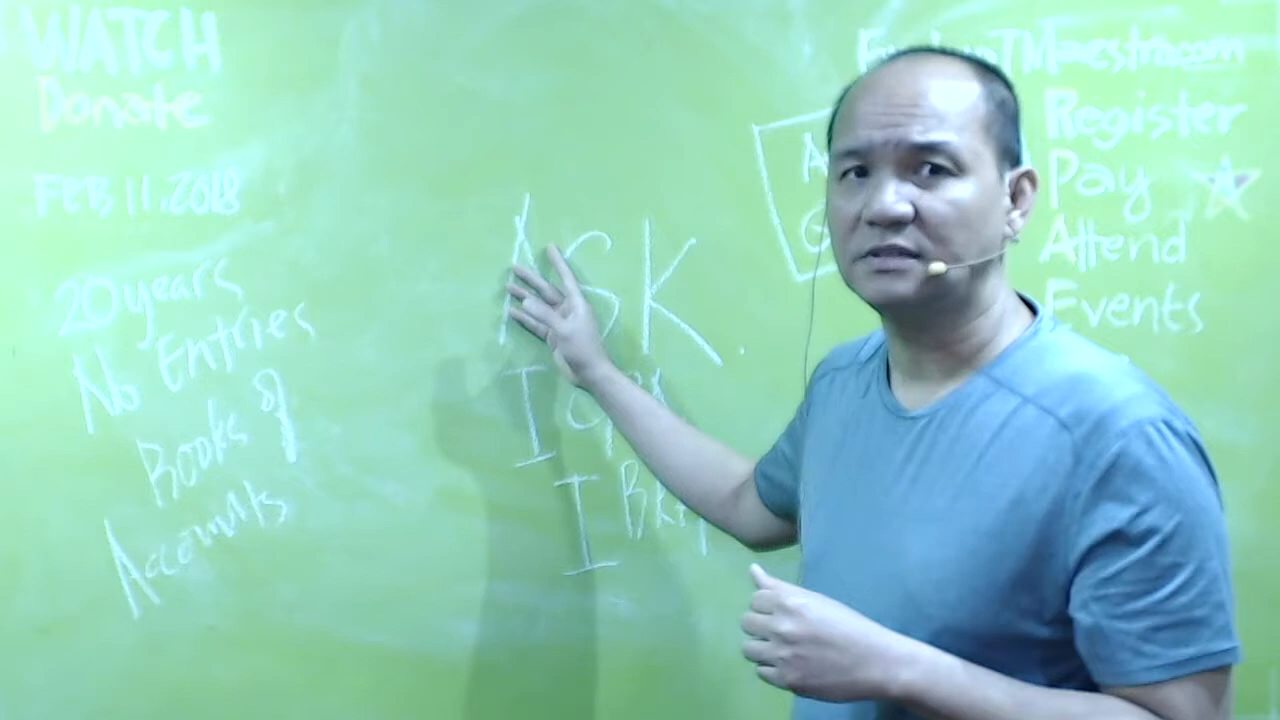 WATCH
Donate
FEB 11, 2018
20 years
No Entries
Books of
Accounts
ASK
I
I
Register
Pay
Attend
Events